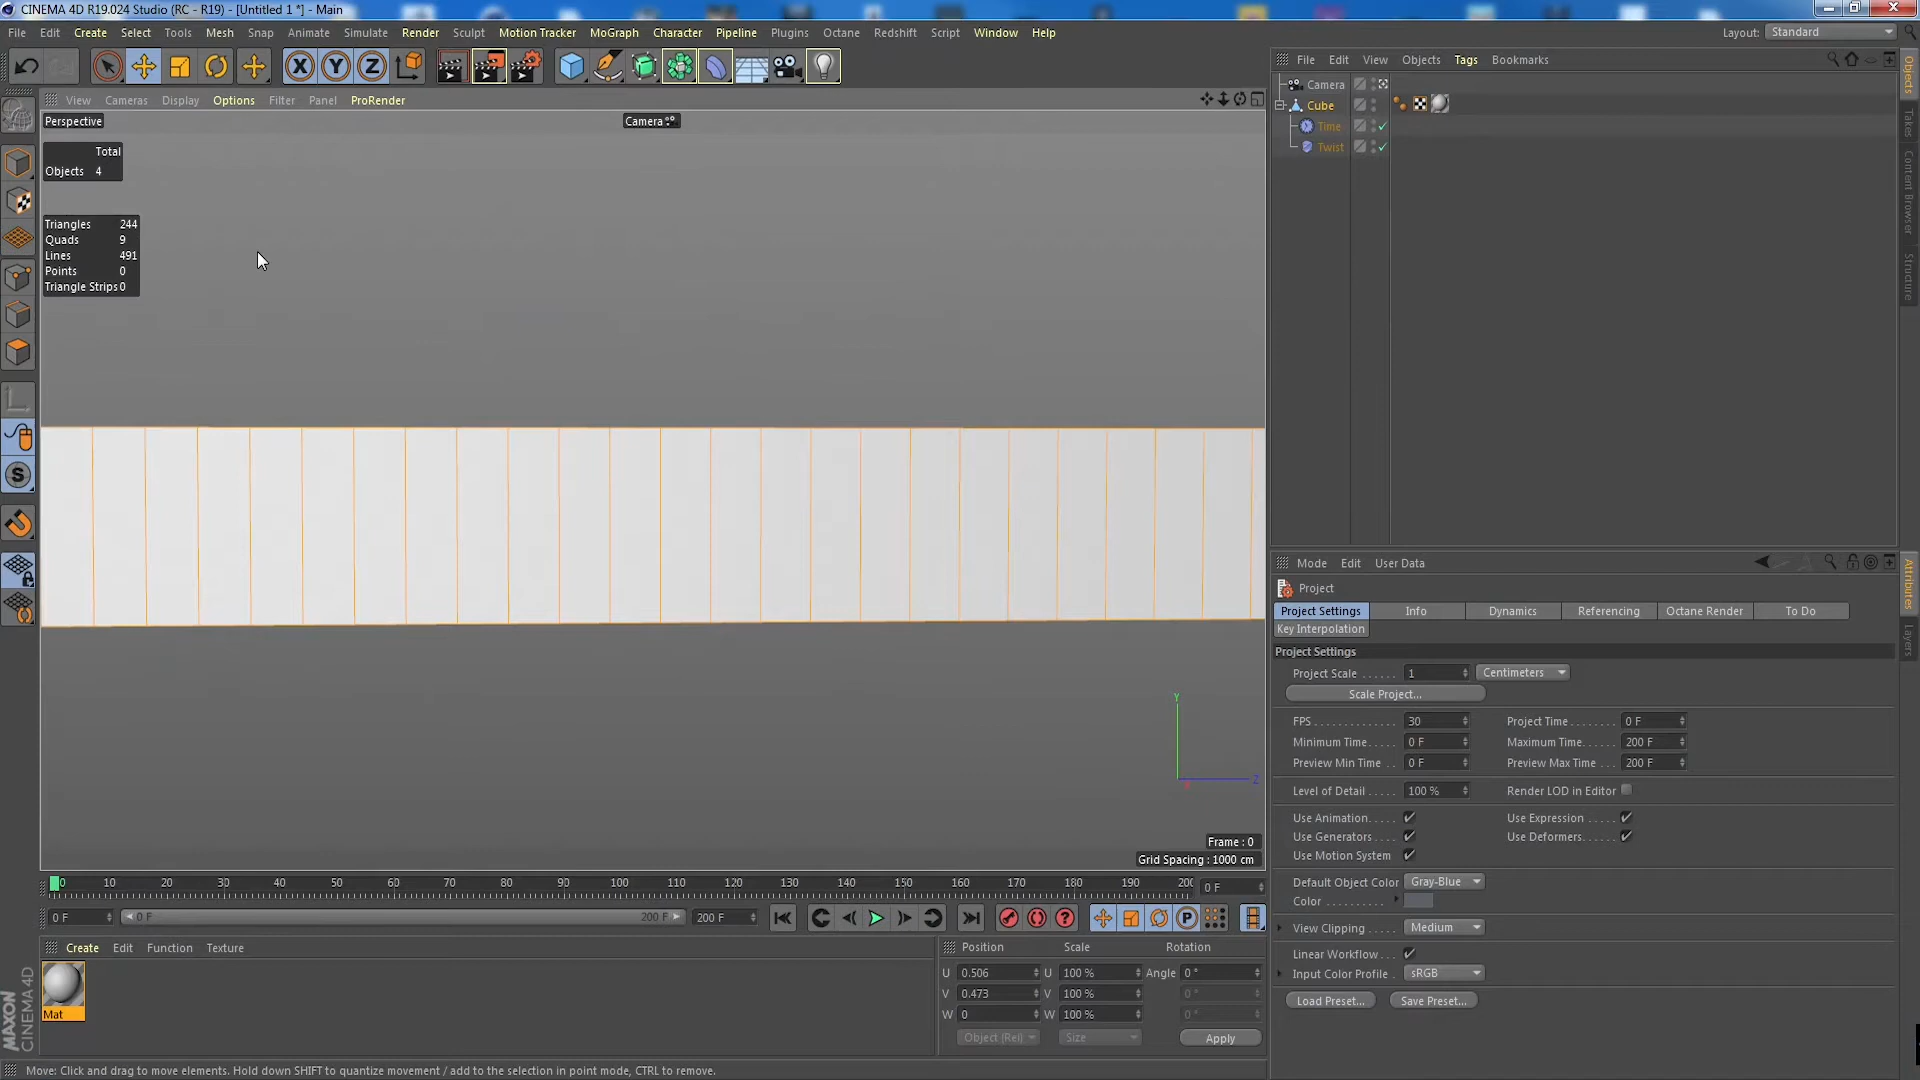 CINEMA 4D R19.024 Studio (RC - R19) - [Untitled 1 *] - Main
File Edit Create Select Tools Mesh Snap Animate Simulate Render Sculpt Motion Tracker MoGraph Character Pipeline Plugins Octane Redshift Script Window Help
Layout: Standard
X Y Z
File Edit View Objects Tags Bookmarks
View Cameras Display Options Filter Panel ProRender
Perspective
Camera
Total
Objects 4
Triangles 244
Quads 9
Lines 491
Points 0
Triangle Strips 0
Camera
Cube
Time
Twist
Objects
Takes
Content Browser
Structure
S
Y
Z
Frame : 0
Grid Spacing : 1000 cm
Mode Edit User Data
Project
Project Settings Info Dynamics Referencing Octane Render To Do
Key Interpolation
Project Settings
Project Scale ...... 1 Centimeters
Scale Project...
FPS .............. 30 Project Time........ 0 F
Minimum Time..... 0 F Maximum Time..... 200 F
Preview Min Time .. 0 F Preview Max Time ... 200 F
Level of Detail ..... 100 % Render LOD in Editor
Use Animation..... Use Expression .....
Use Generators .... Use Deformers.....
Use Motion System
Default Object Color Gray-Blue
Color ..........
View Clipping ..... Medium
Linear Workflow...
Input Color Profile . sRGB
Load Preset... Save Preset...
Attributes
Layers
0 10 20 30 40 50 60 70 80 90 100 110 120 130 140 150 160 170 180 190 20 0 F
0 F 0 F 200 F 200 F
P
Create Edit Function Texture
Mat
Position Scale Rotation
U 0.506 U 100 % Angle 0 °
V 0.473 V 100 % 0 °
W 0 W 100 % 0 °
Object (Rel) Size Apply
MAXON
CINEMA 4D
Move: Click and drag to move elements. Hold down SHIFT to quantize movement / add to the selection in point mode, CTRL to remove.